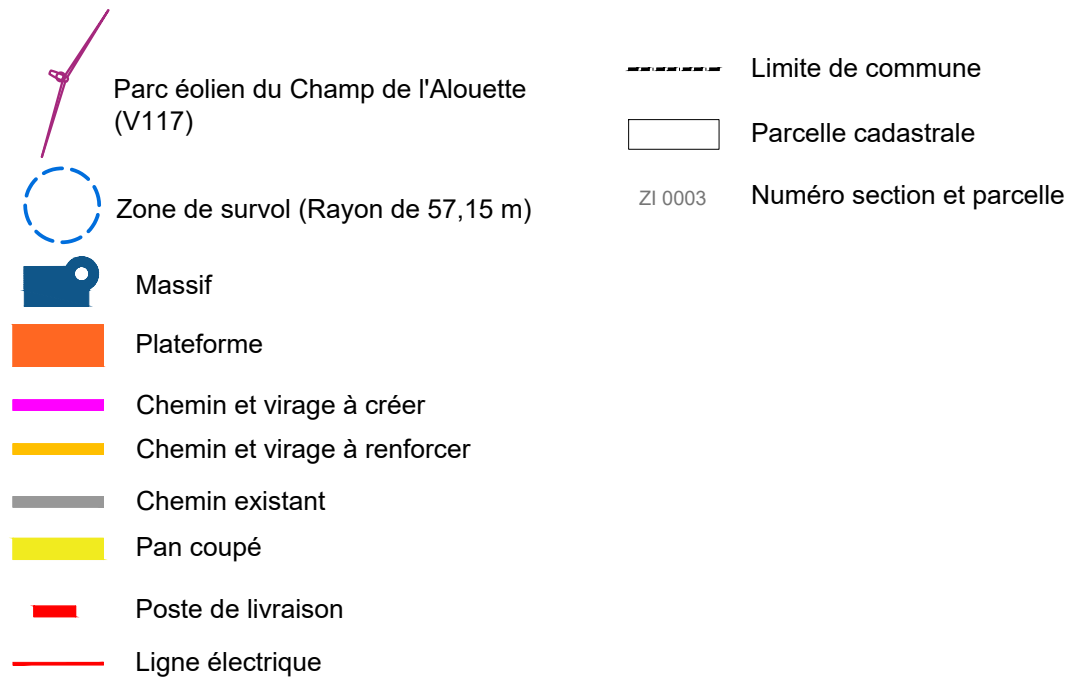 Parc éolien du Champ de l'Alouette
(V117)
Zone de survol (Rayon de 57,15 m)
Massif
Plateforme
Chemin et virage à créer
Chemin et virage à renforcer
Chemin existant
Pan coupé
Poste de livraison
Ligne électrique
Limite de commune
Parcelle cadastrale
ZI 0003 Numéro section et parcelle